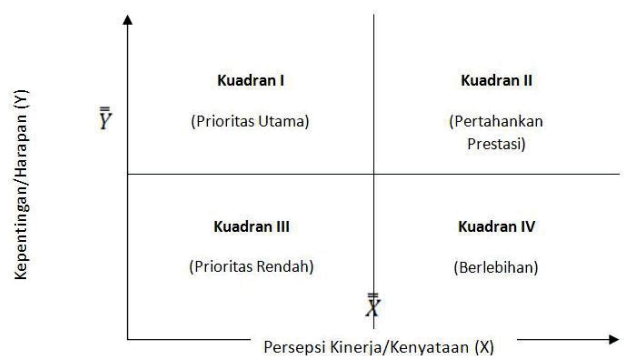 Kepentingan/Harapan (Y)
Kuadran I
Kuadran II
Y̿
(Prioritas Utama)
(Pertahankan
Prestasi)
Kuadran III
Kuadran IV
(Prioritas Rendah)
(Berlebihan)
X̿
Persepsi Kinerja/Kenyataan (X)